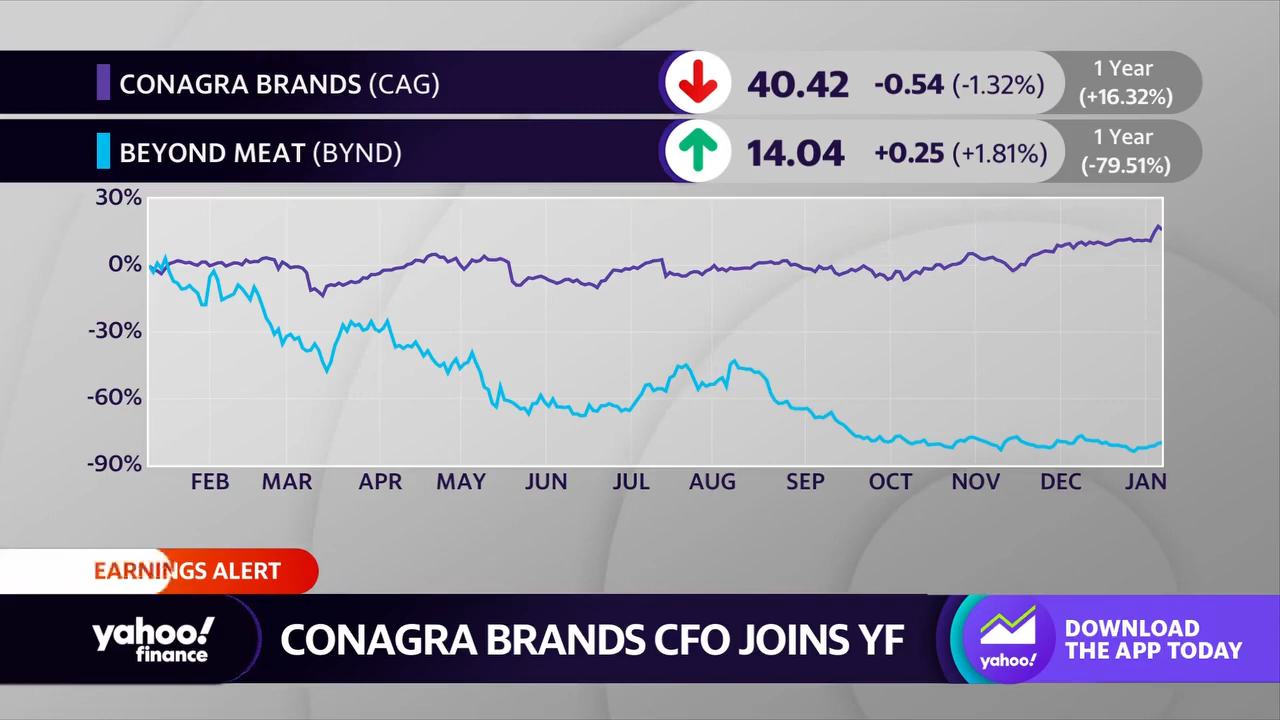 CONAGRA BRANDS (CAG) 40.42 -0.54 (-1.32%) 1 Year (+16.32%)
BEYOND MEAT (BYND) 14.04 +0.25 (+1.81%) 1 Year (-79.51%)
30%
0%
-30%
-60%
-90%
FEB MAR APR MAY JUN JUL AUG SEP OCT NOV DEC JAN
EARNINGS ALERT
yahoo!
finance
CONAGRA BRANDS CFO JOINS YF
yahoo!
DOWNLOAD
THE APP TODAY